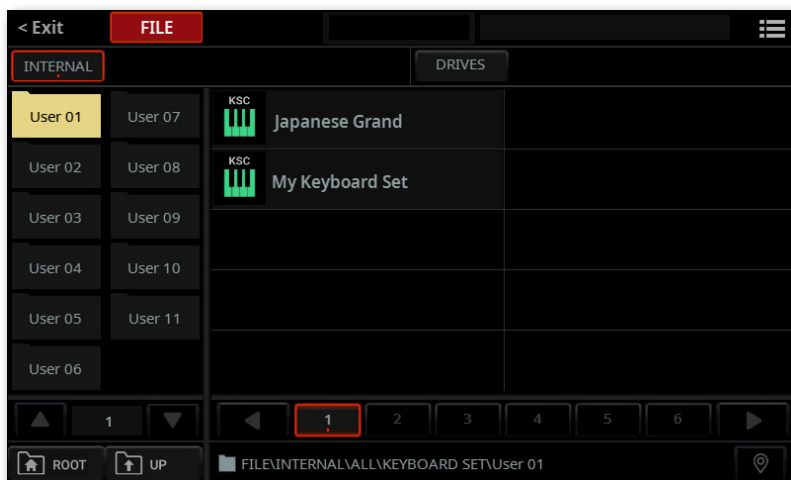 < Exit FILE
INTERNAL DRIVES
User 01 User 07 KSC Japanese Grand
User 02 User 08 KSC My Keyboard Set
User 03 User 09
User 04 User 10
User 05 User 11
User 06
1 1 2 3 4 5 6
ROOT UP FILE\INTERNAL\ALL\KEYBOARD SET\User 01